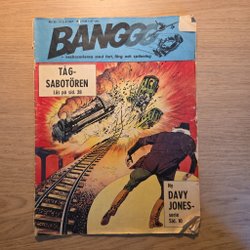 BANGGG
TÅG-
SABOTÖREN
Läs på sid. 28
Ny
DAVY
JONES-
serie
Sid. 10